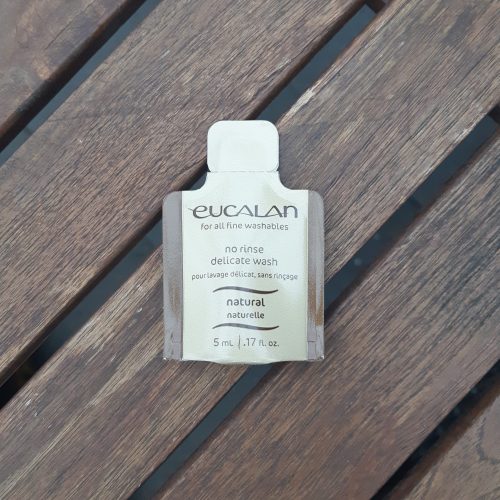 eucalan
for all fine washables
no rinse
delicate wash
pour lavage délicat, sans rinçage
natural
naturelle
5 mL / .17 fl. oz.